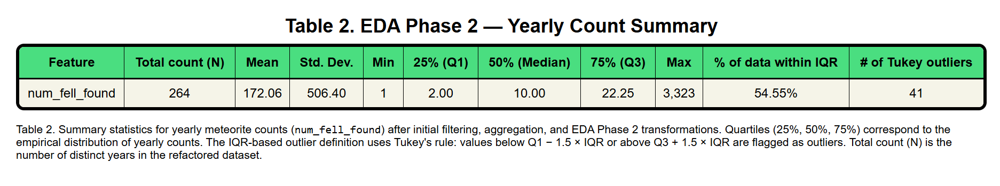 Table 2. EDA Phase 2 — Yearly Count Summary
Feature Total count (N) Mean Std. Dev. Min 25% (Q1) 50% (Median) 75% (Q3) Max % of data within IQR # of Tukey outliers
num_fell_found 264 172.06 506.40 1 2.00 10.00 22.25 3,323 54.55% 41
Table 2. Summary statistics for yearly meteorite counts (num_fell_found) after initial filtering, aggregation, and EDA Phase 2 transformations. Quartiles (25%, 50%, 75%) correspond to the
empirical distribution of yearly counts. The IQR-based outlier definition uses Tukey's rule: values below Q1 − 1.5 × IQR or above Q3 + 1.5 × IQR are flagged as outliers. Total count (N) is the
number of distinct years in the refactored dataset.